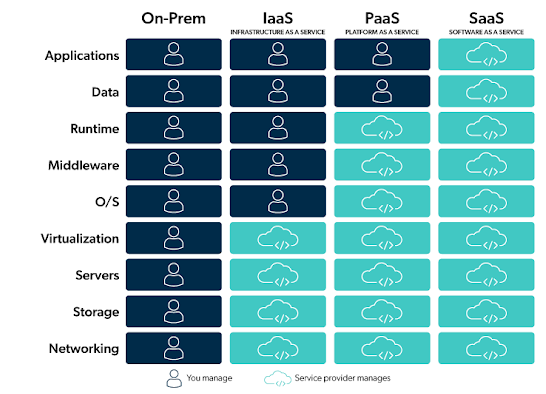 On-Prem IaaS PaaS SaaS
INFRASTRUCTURE AS A SERVICE PLATFORM AS A SERVICE SOFTWARE AS A SERVICE
Applications
Data
Runtime
Middleware
O/S
Virtualization
Servers
Storage
Networking
You manage Service provider manages